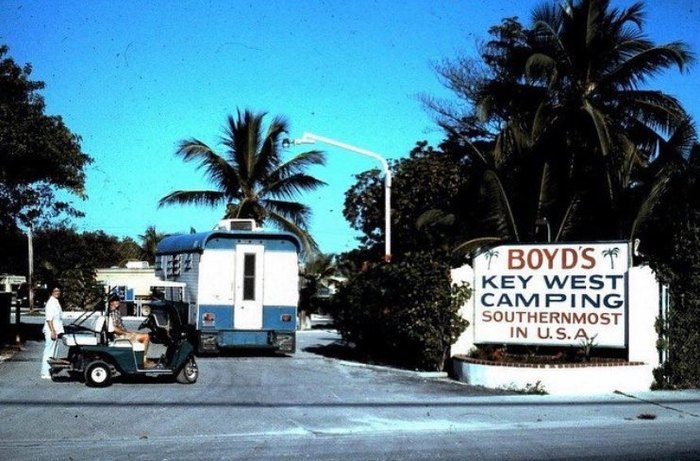 BOYD'S
KEY WEST
CAMPING
SOUTHERNMOST
IN U.S.A.